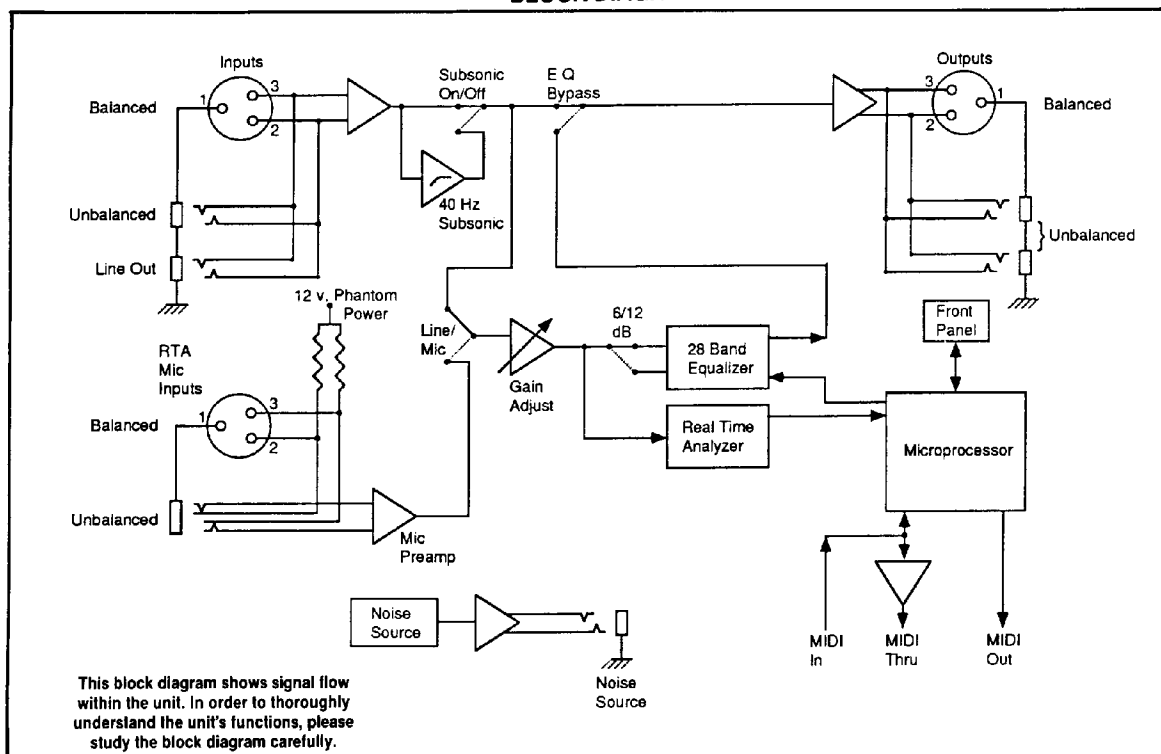 Inputs
Subsonic
On/Off
E Q
Bypass
Outputs
Balanced
1
3
2
3
2
1
Balanced
40 Hz
Subsonic
Unbalanced
Line Out
Unbalanced
12 v. Phantom
Power
RTA
Mic
Inputs
Line/
Mic
Gain
Adjust
6/12
dB
28 Band
Equalizer
Front
Panel
Balanced
1
3
2
Real Time
Analyzer
Microprocessor
Unbalanced
Mic
Preamp
Noise
Source
Noise
Source
MIDI
In
MIDI
Thru
MIDI
Out
This block diagram shows signal flow
within the unit. In order to thoroughly
understand the unit's functions, please
study the block diagram carefully.